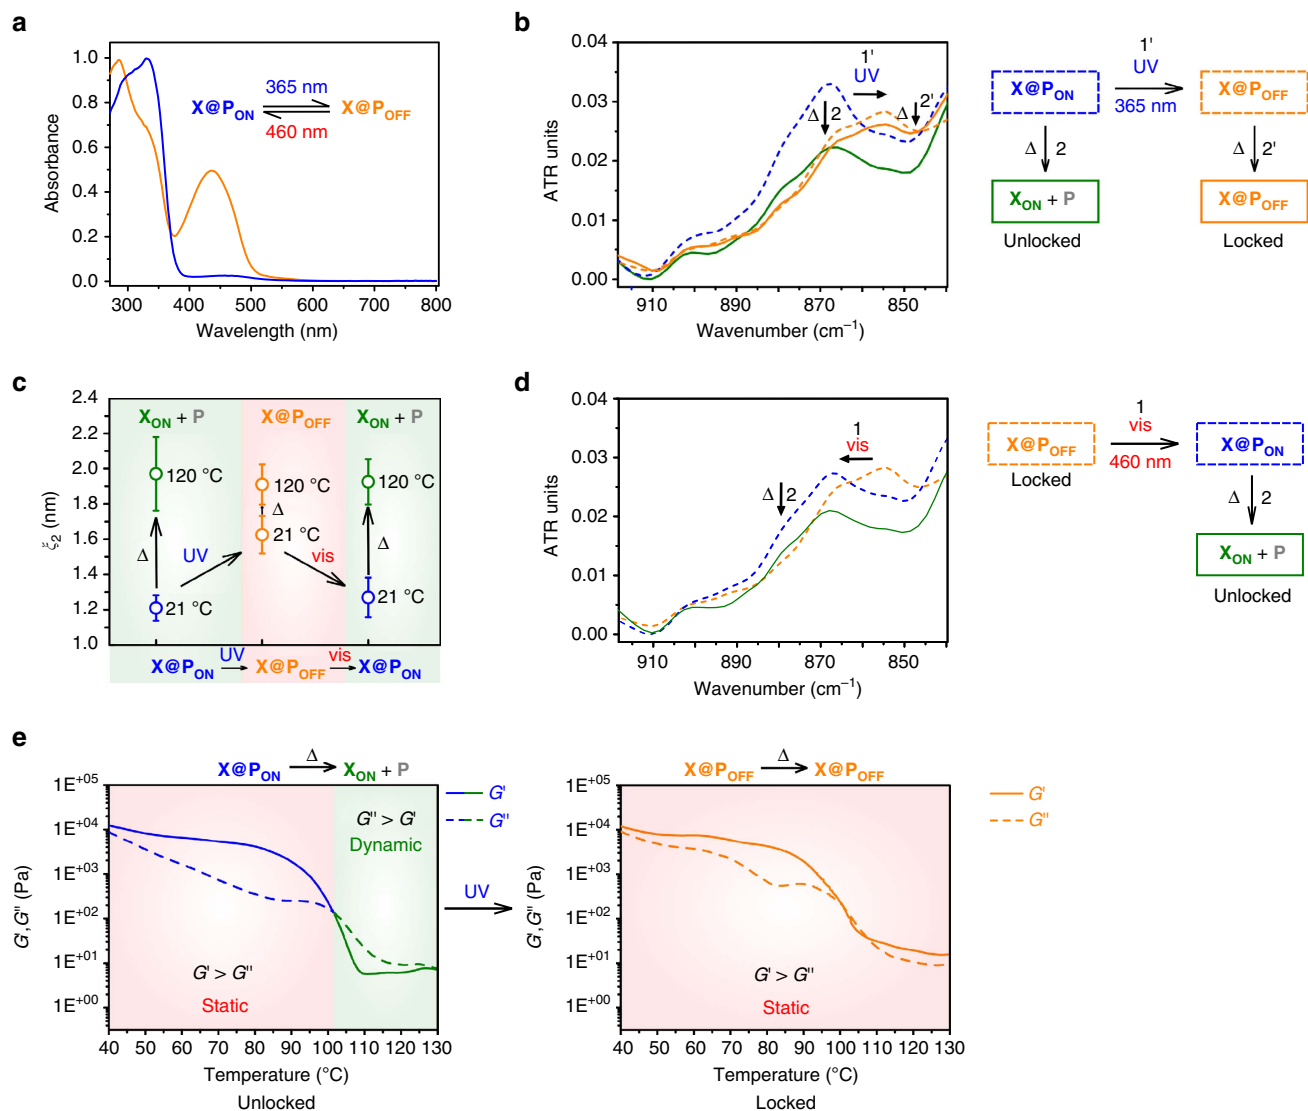 a
1.0
0.8
0.6
0.4
0.2
0.0
Absorbance
365 nm
X@PON X@POFF
460 nm
300 400 500 600 700 800
Wavelength (nm)
b
0.04
0.03
0.02
0.01
0.00
ATR units
1'
UV
Δ 2
Δ 2'
910 890 870 850
Wavenumber (cm⁻¹)
1'
UV
X@PON X@POFF
365 nm
Δ 2 Δ 2'
XON + P X@POFF
Unlocked Locked
c
2.4
2.2
2.0
1.8
1.6
1.4
1.2
1.0
ξ₂ (nm)
XON + P X@POFF XON + P
120 °C 120 °C 120 °C
Δ
21 °C
Δ UV vis Δ
21 °C 21 °C
UV vis
X@PON X@POFF X@PON
d
0.04
0.03
0.02
0.01
0.00
ATR units
1
vis
Δ 2
910 890 870 850
Wavenumber (cm⁻¹)
1
vis
X@POFF X@PON
460 nm
Locked
Δ 2
XON + P
Unlocked
e
Δ
X@PON XON + P
1E+05
1E+04
1E+03
1E+02
1E+01
1E+00
G',G'' (Pa)
G'
G''
G'' > G'
Dynamic
G' > G''
Static
40 50 60 70 80 90 100 110 120 130
Temperature (°C)
Unlocked
UV
Δ
X@POFF X@POFF
1E+05
1E+04
1E+03
1E+02
1E+01
1E+00
G',G'' (Pa)
G'
G''
G' > G''
Static
40 50 60 70 80 90 100 110 120 130
Temperature (°C)
Locked